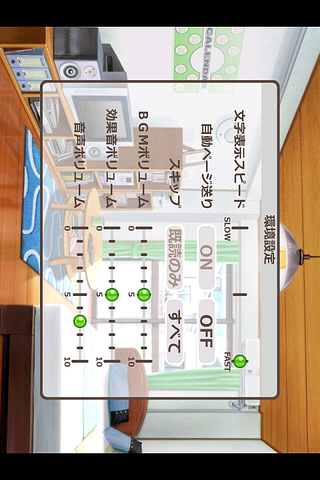 CALENDAR
環境設定
文字表示スピード
SLOW FAST
自動ページ送り ON OFF
スキップ 既読のみ すべて
BGMボリューム 0 5 10
効果音ボリューム 0 5 10
音声ボリューム 0 5 10